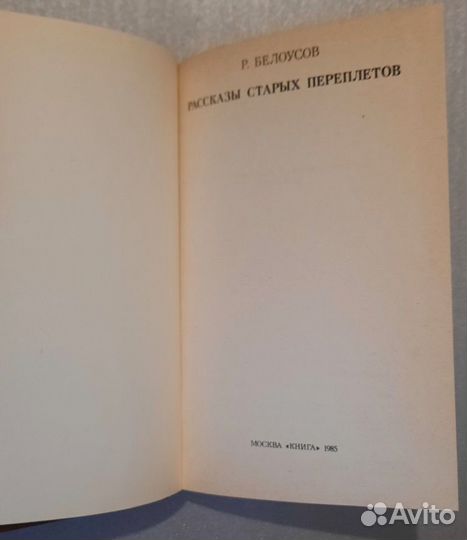 Р. БЕЛОУСОВ
РАССКАЗЫ СТАРЫХ ПЕРЕПЛЕТОВ
МОСКВА «КНИГА» 1985
Avito